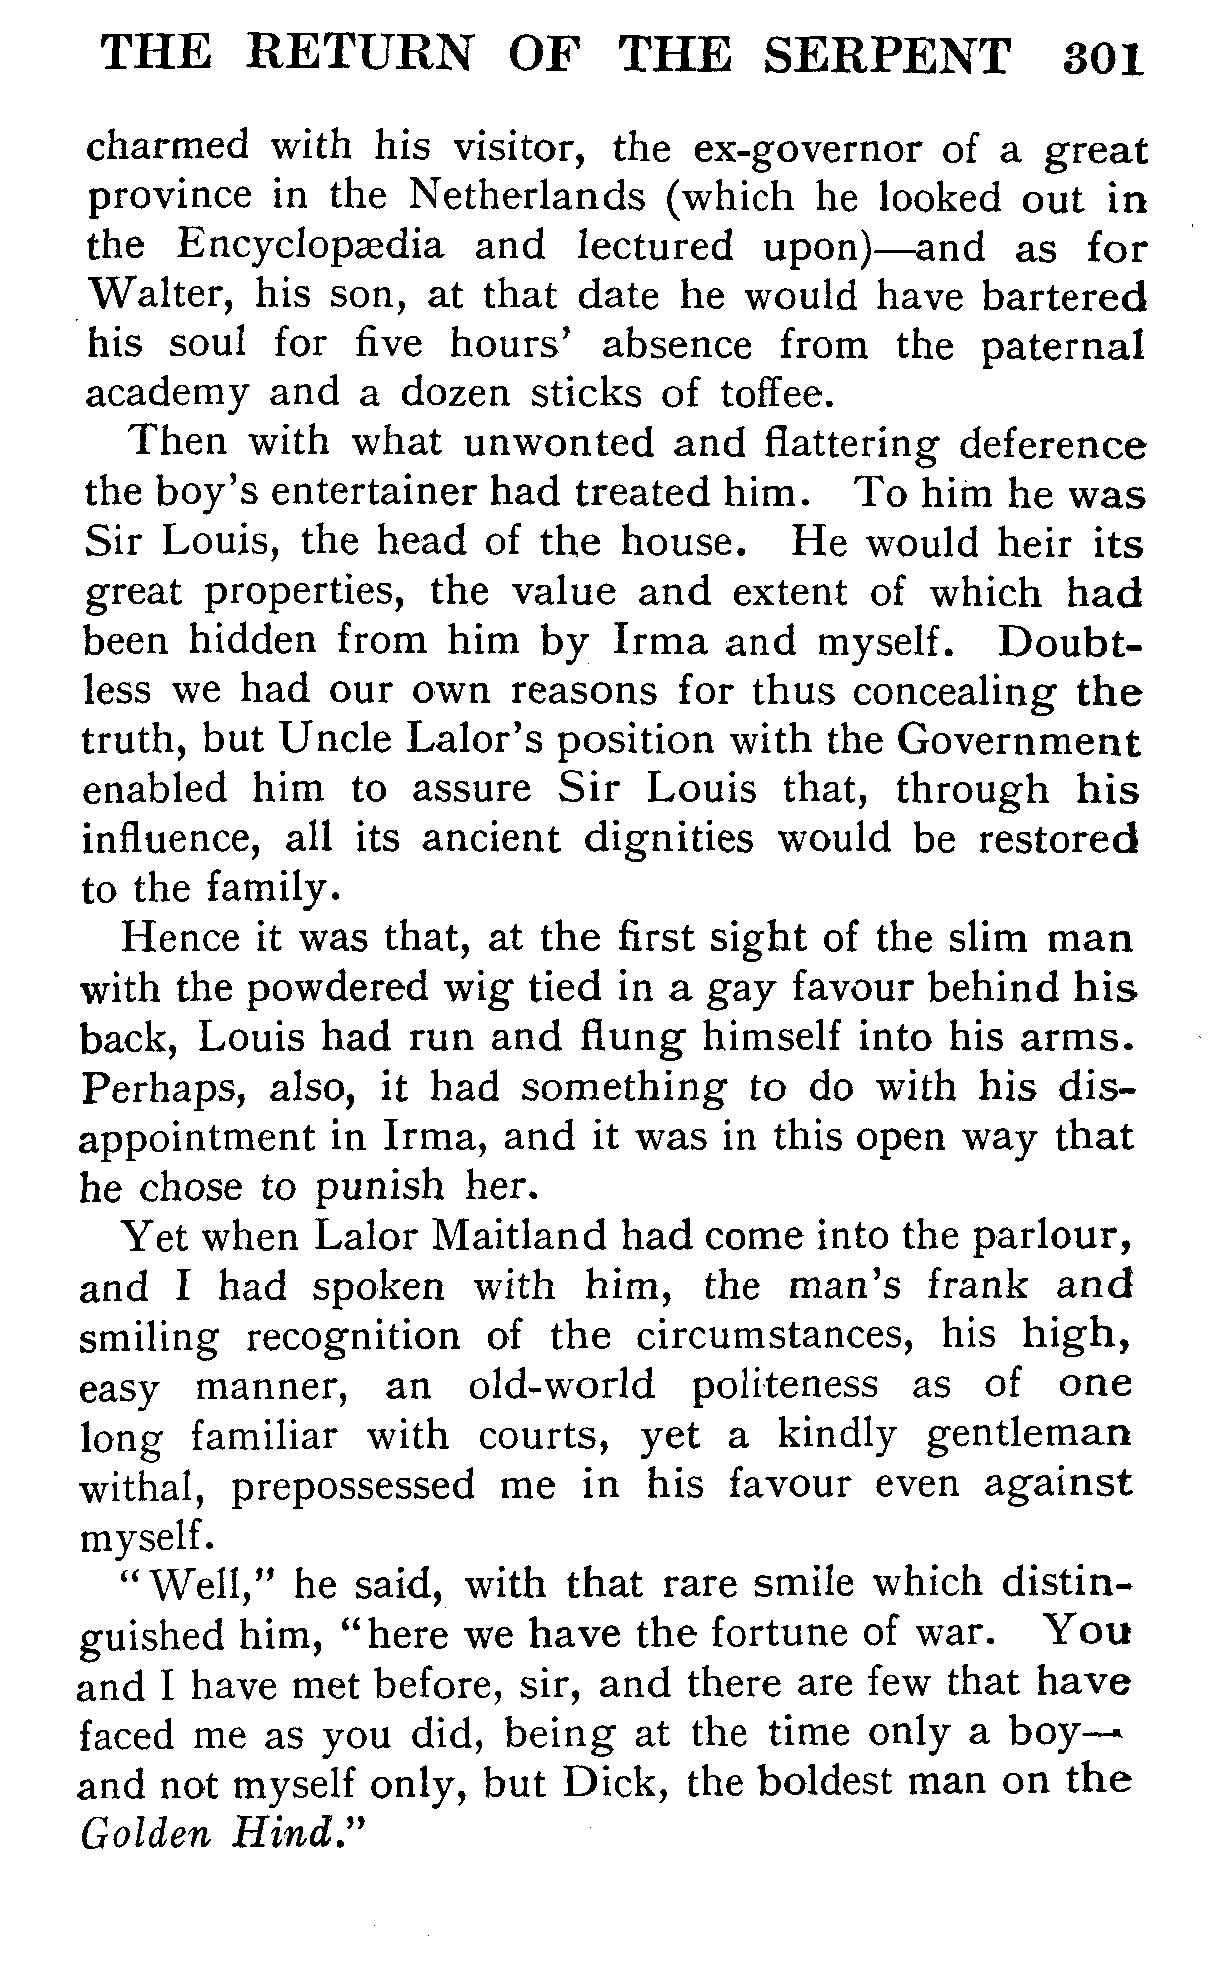 THE RETURN OF THE SERPENT 301
charmed with his visitor, the ex-governor of a great
province in the Netherlands (which he looked out in
the Encyclopædia and lectured upon)—and as for
Walter, his son, at that date he would have bartered
his soul for five hours' absence from the paternal
academy and a dozen sticks of toffee.
Then with what unwonted and flattering deference
the boy's entertainer had treated him. To him he was
Sir Louis, the head of the house. He would heir its
great properties, the value and extent of which had
been hidden from him by Irma and myself. Doubt-
less we had our own reasons for thus concealing the
truth, but Uncle Lalor's position with the Government
enabled him to assure Sir Louis that, through his
influence, all its ancient dignities would be restored
to the family.
Hence it was that, at the first sight of the slim man
with the powdered wig tied in a gay favour behind his
back, Louis had run and flung himself into his arms.
Perhaps, also, it had something to do with his dis-
appointment in Irma, and it was in this open way that
he chose to punish her.
Yet when Lalor Maitland had come into the parlour,
and I had spoken with him, the man's frank and
smiling recognition of the circumstances, his high,
easy manner, an old-world politeness as of one
long familiar with courts, yet a kindly gentleman
withal, prepossessed me in his favour even against
myself.
"Well," he said, with that rare smile which distin-
guished him, "here we have the fortune of war. You
and I have met before, sir, and there are few that have
faced me as you did, being at the time only a boy—
and not myself only, but Dick, the boldest man on the
Golden Hind."